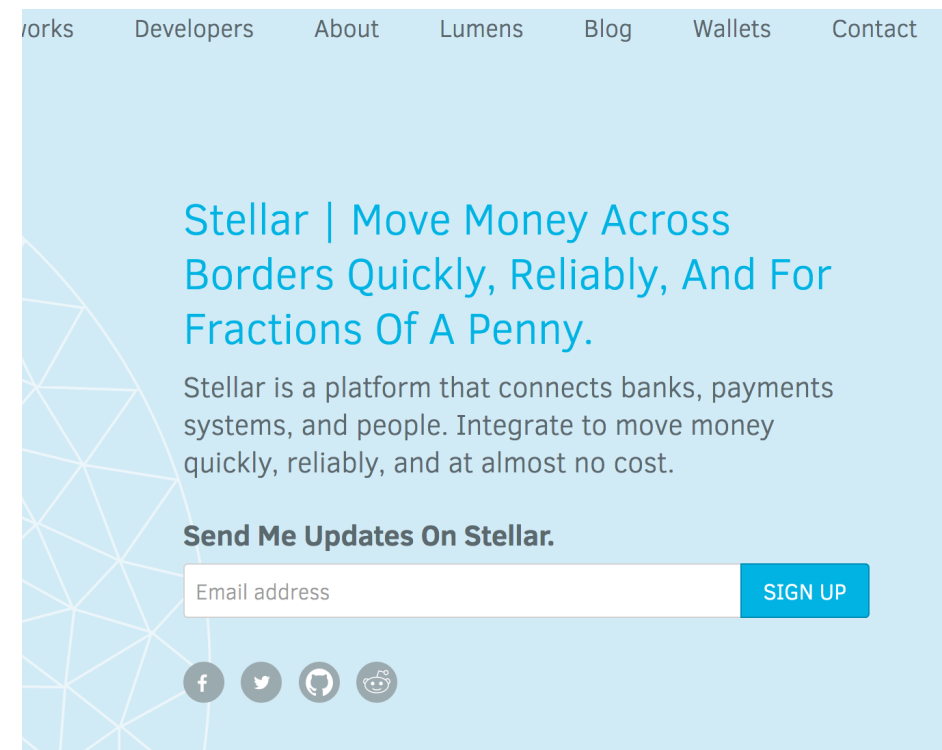 works Developers About Lumens Blog Wallets Contact
Stellar | Move Money Across
Borders Quickly, Reliably, And For
Fractions Of A Penny.
Stellar is a platform that connects banks, payments
systems, and people. Integrate to move money
quickly, reliably, and at almost no cost.
Send Me Updates On Stellar.
Email address SIGN UP